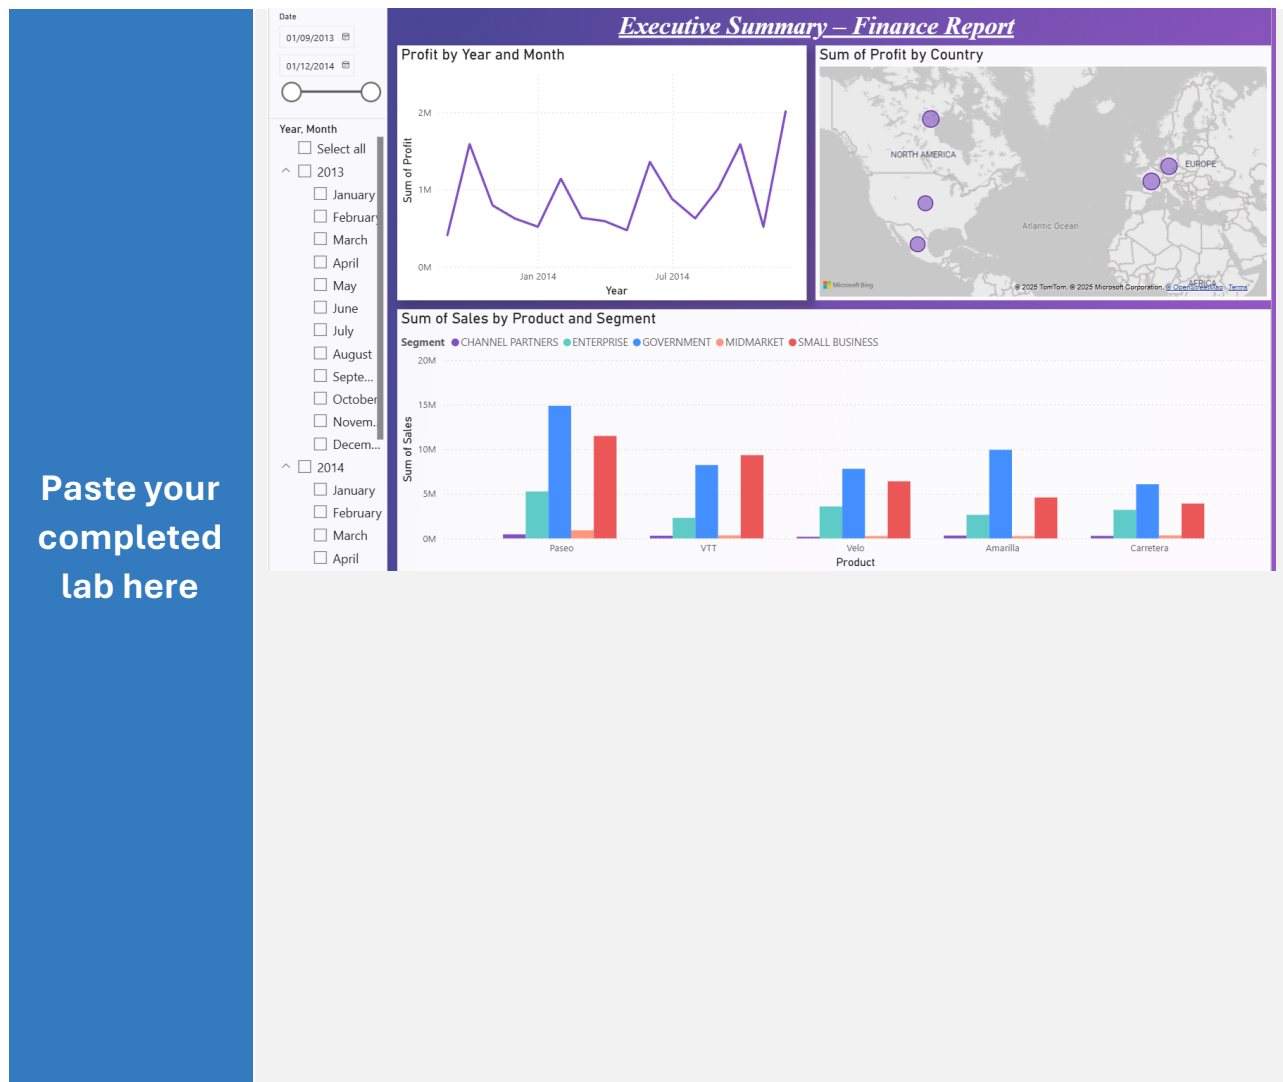 Paste your
completed
lab here
Date
01/09/2013
01/12/2014
Year, Month
Select all
2013
January
February
March
April
May
June
July
August
Septe...
October
Novem...
Decem...
2014
January
February
March
April
Executive Summary – Finance Report
Profit by Year and Month
Sum of Profit
2M
1M
0M
Jan 2014
Jul 2014
Year
Sum of Profit by Country
NORTH AMERICA
EUROPE
Atlantic Ocean
AFRICA
Microsoft Bing
© 2025 TomTom, © 2025 Microsoft Corporation, © OpenStreetMap Terms
Sum of Sales by Product and Segment
Segment CHANNEL PARTNERS ENTERPRISE GOVERNMENT MIDMARKET SMALL BUSINESS
Sum of Sales
20M
15M
10M
5M
0M
Paseo
VTT
Velo
Amarilla
Carretera
Product